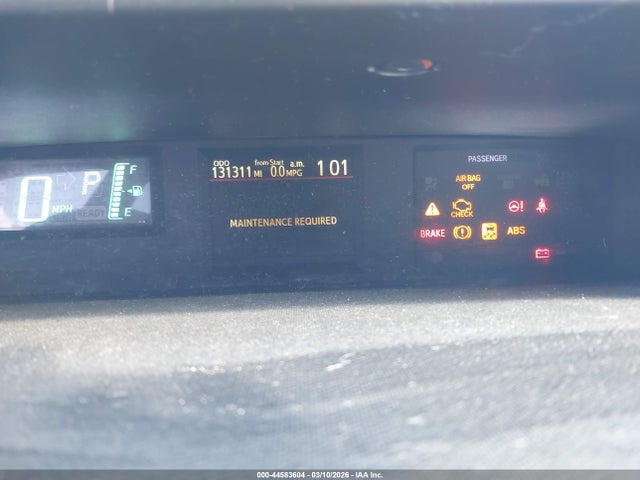 PASSENGER
ODO from Start a.m.
131311 MI 0.0 MPG 1 01
F
AIR BAG
OFF
0 MPH P
READY
E
CHECK
MAINTENANCE REQUIRED
BRAKE ABS
000-44583604 | 03/10/2026 - IAA Inc.